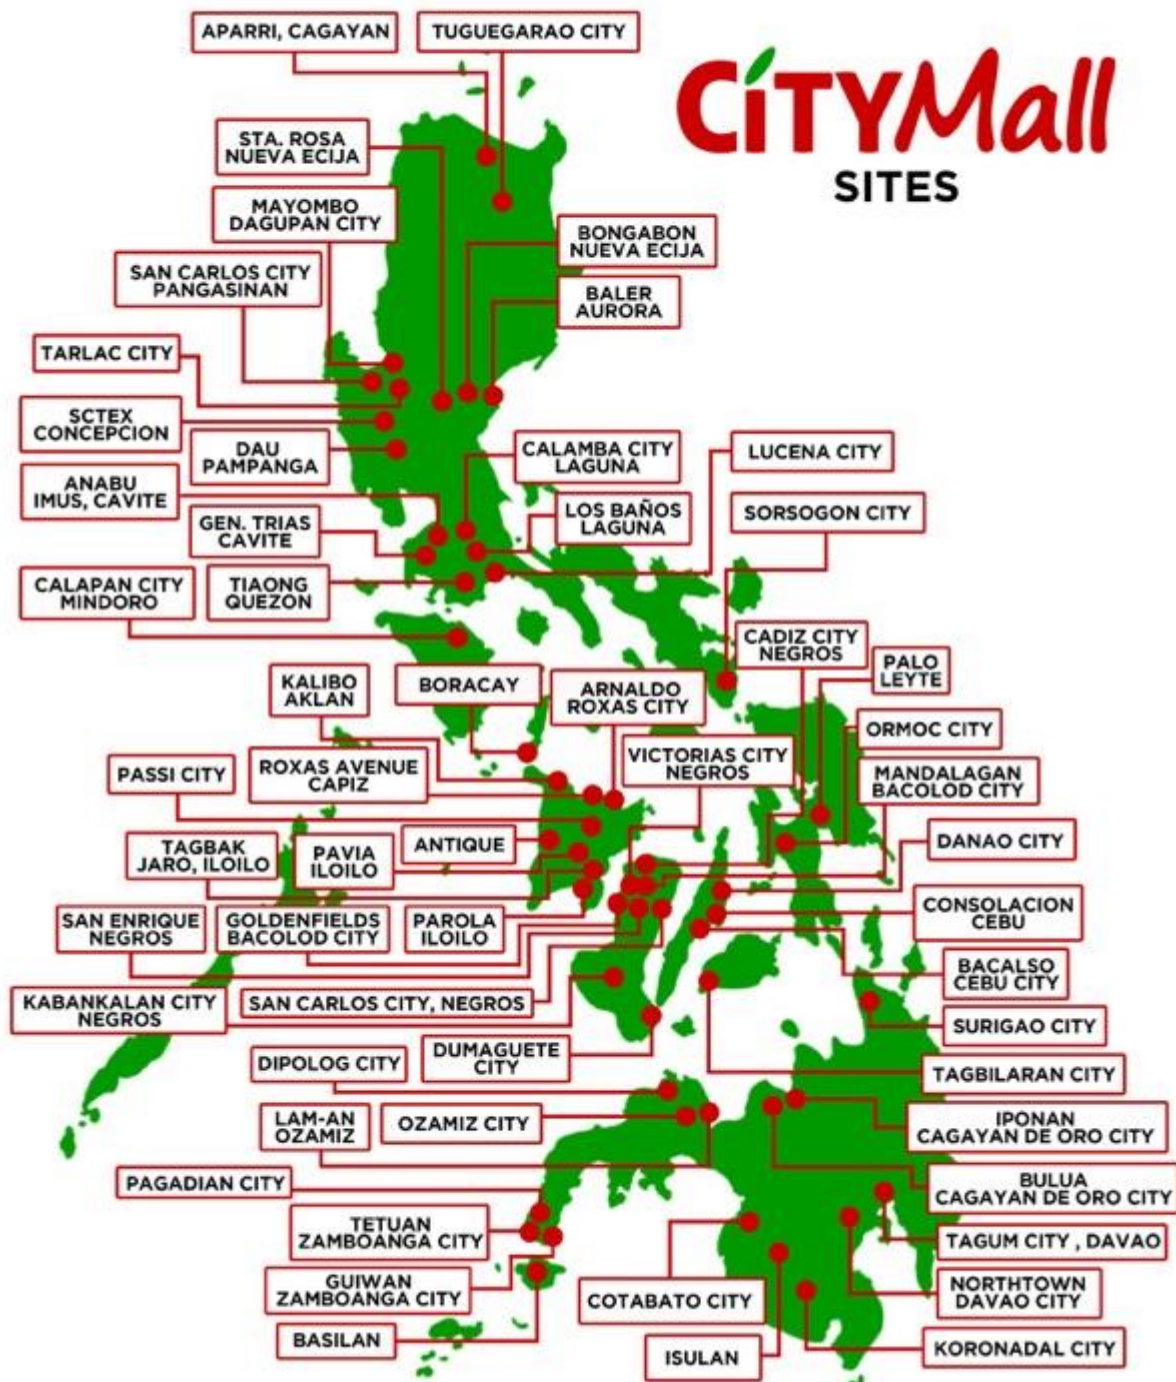 APARRI, CAGAYAN
TUGUEGARAO CITY
CiTYMall
SITES
STA. ROSA
NUEVA ECIJA
MAYOMBO
DAGUPAN CITY
BONGABON
NUEVA ECIJA
SAN CARLOS CITY
PANGASINAN
BALER
AURORA
TARLAC CITY
SCTEX
CONCEPCION
DAU
PAMPANGA
CALAMBA CITY
LAGUNA
LUCENA CITY
ANABU
IMUS, CAVITE
GEN. TRIAS
CAVITE
LOS BAÑOS
LAGUNA
SORSOGON CITY
CALAPAN CITY
MINDORO
TIAONG
QUEZON
CADIZ CITY
NEGROS
PALO
LEYTE
KALIBO
AKLAN
BORACAY
ARNALDO
ROXAS CITY
ORMOC CITY
PASSI CITY
ROXAS AVENUE
CAPIZ
VICTORIAS CITY
NEGROS
MANDALAGAN
BACOLOD CITY
TAGBAK
JARO, ILOILO
PAVIA
ILOILO
ANTIQUE
DANAO CITY
SAN ENRIQUE
NEGROS
GOLDENFIELDS
BACOLOD CITY
PAROLA
ILOILO
CONSOLACION
CEBU
BACALSO
CEBU CITY
KABANKALAN CITY
NEGROS
SAN CARLOS CITY, NEGROS
SURIGAO CITY
DIPOLOG CITY
DUMAGUETE
CITY
TAGBILARAN CITY
LAM-AN
OZAMIZ
OZAMIZ CITY
IPONAN
CAGAYAN DE ORO CITY
PAGADIAN CITY
BULUA
CAGAYAN DE ORO CITY
TETUAN
ZAMBOANGA CITY
TAGUM CITY , DAVAO
GUIWAN
ZAMBOANGA CITY
COTABATO CITY
NORTHTOWN
DAVAO CITY
BASILAN
ISULAN
KORONADAL CITY